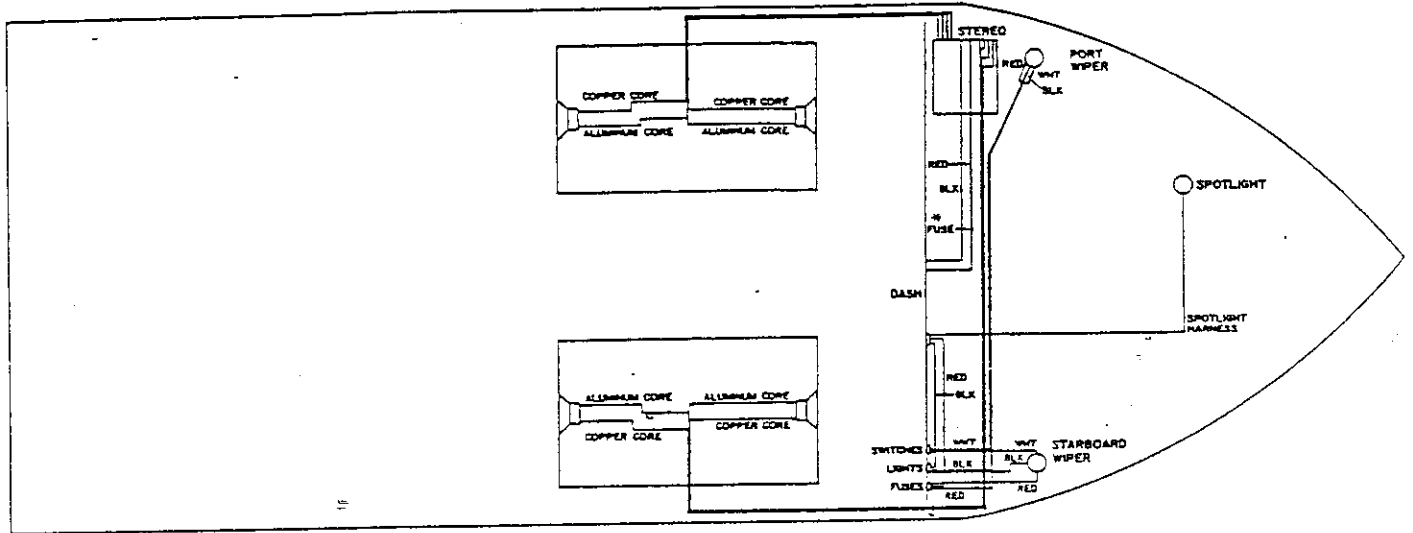 STEREO
PORT
WIPER
RED
WHT
BLK
COPPER CORE
COPPER CORE
ALUMINUM CORE
ALUMINUM CORE
RED
BLK
SPOTLIGHT
FUSE
DASH
SPOTLIGHT
HARNESS
RED
BLK
ALUMINUM CORE
ALUMINUM CORE
COPPER CORE
COPPER CORE
SWITCHES
WHT
WHT
STARBOARD
WIPER
BLK
LIGHTS
BLK
FUSES
RED
RED